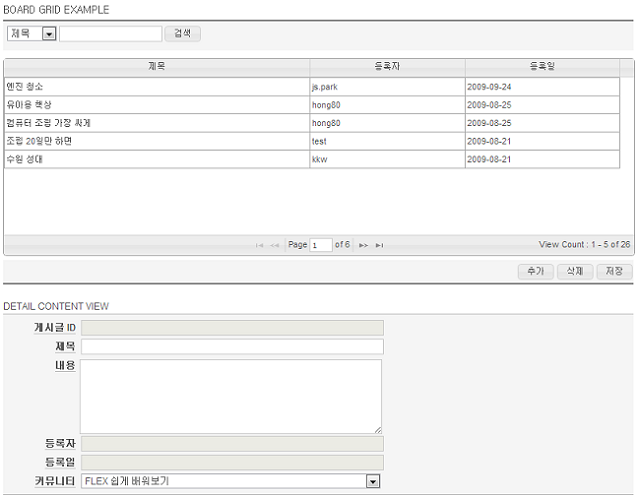 BOARD GRID EXAMPLE
제목 검색
제목 등록자 등록일
엔진 청소 js.park 2009-09-24
유아용 책상 hong80 2009-08-25
컴퓨터 조립 가장 싸게 hong80 2009-08-25
조립 20일만 하면 test 2009-08-21
수원 성대 kkw 2009-08-21
Page 1 of 6 View Count : 1 - 5 of 26
추가 삭제 저장
DETAIL CONTENT VIEW
게시글 ID
제목
내용
등록자
등록일
커뮤니티 FLEX 쉽게 배워보기